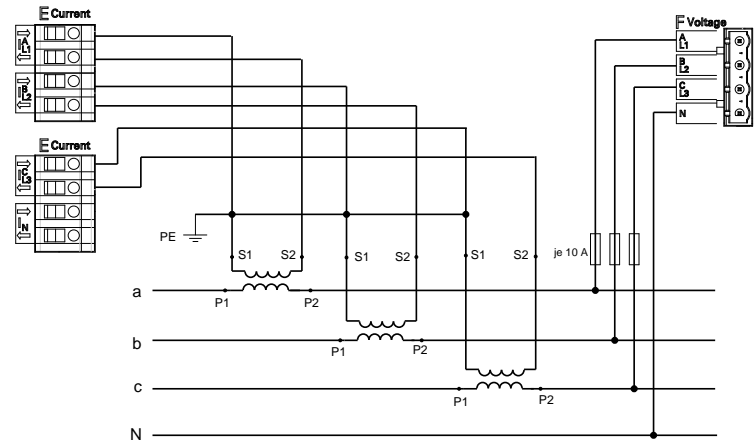 E Current
A
L1
B
L2
E Current
C
L3
N
F Voltage
A
L1
B
L2
C
L3
N
PE
S1 S2
S1 S2
S1 S2
je 10 A
a
P1 P2
b
P1 P2
c
P1 P2
N